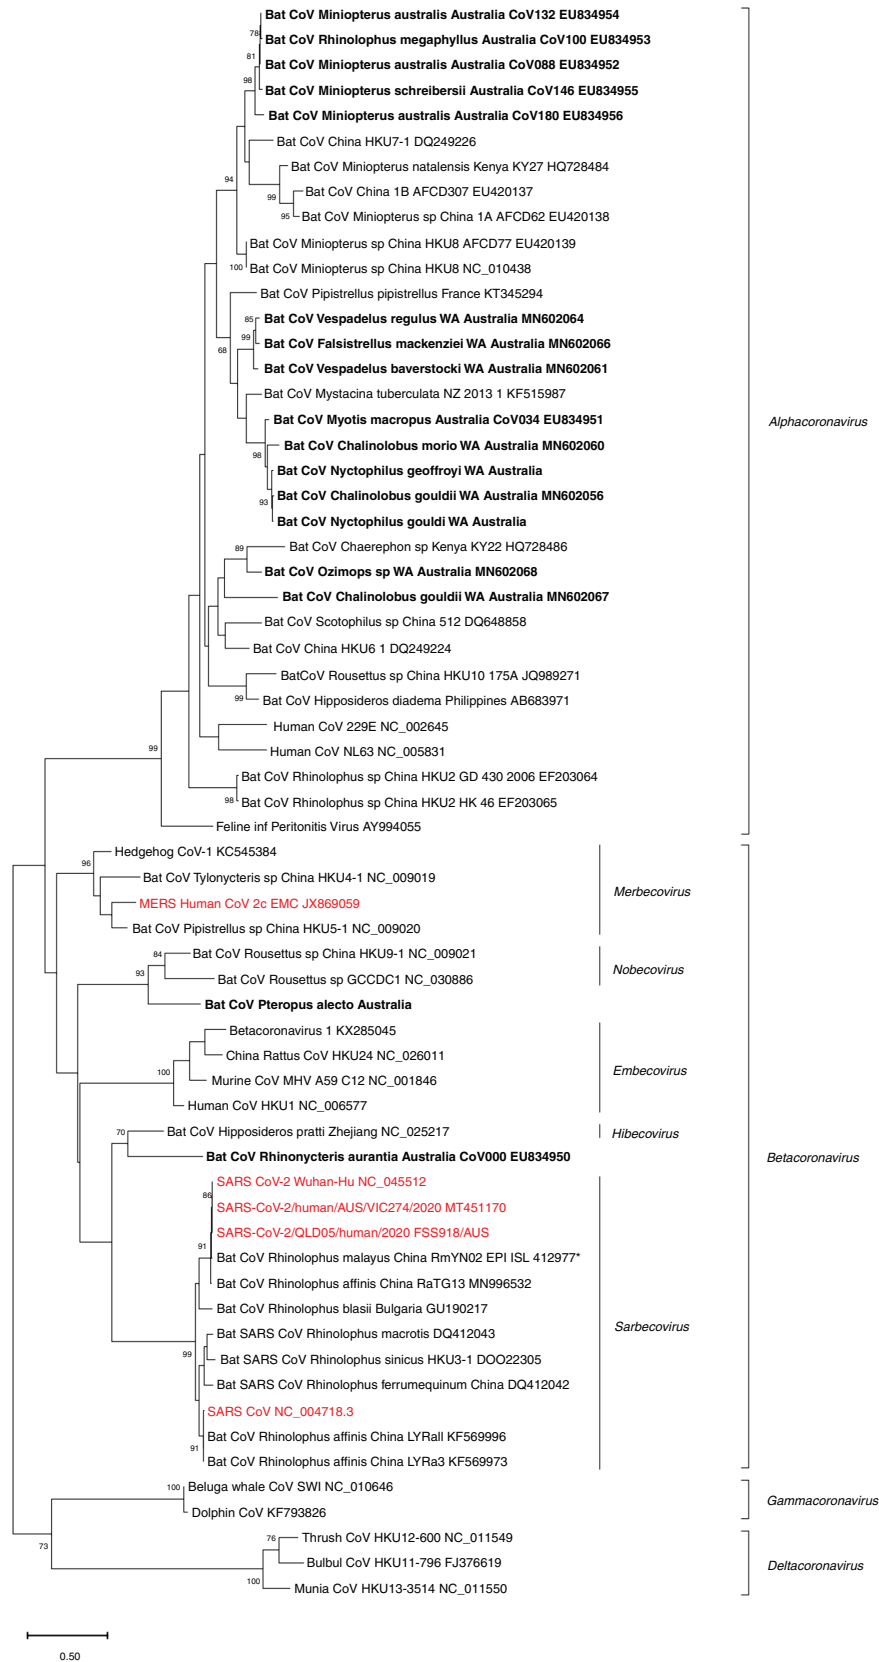 Bat CoV Miniopterus australis Australia CoV132 EU834954
78
Bat CoV Rhinolophus megaphyllus Australia CoV100 EU834953
81
Bat CoV Miniopterus australis Australia CoV088 EU834952
98
Bat CoV Miniopterus schreibersii Australia CoV146 EU834955
Bat CoV Miniopterus australis Australia CoV180 EU834956
Bat CoV China HKU7-1 DQ249226
Bat CoV Miniopterus natalensis Kenya KY27 HQ728484
94
99
Bat CoV China 1B AFCD307 EU420137
95
Bat CoV Miniopterus sp China 1A AFCD62 EU420138
Bat CoV Miniopterus sp China HKU8 AFCD77 EU420139
100
Bat CoV Miniopterus sp China HKU8 NC_010438
Bat CoV Pipistrellus pipistrellus France KT345294
85
Bat CoV Vespadelus regulus WA Australia MN602064
99
Bat CoV Falsistrellus mackenziei WA Australia MN602066
68
Bat CoV Vespadelus baverstocki WA Australia MN602061
Bat CoV Mystacina tuberculata NZ 2013 1 KF515987
Bat CoV Myotis macropus Australia CoV034 EU834951
Alphacoronavirus
Bat CoV Chalinolobus morio WA Australia MN602060
98
Bat CoV Nyctophilus geoffroyi WA Australia
Bat CoV Chalinolobus gouldii WA Australia MN602056
93
Bat CoV Nyctophilus gouldi WA Australia
89
Bat CoV Chaerephon sp Kenya KY22 HQ728486
Bat CoV Ozimops sp WA Australia MN602068
Bat CoV Chalinolobus gouldii WA Australia MN602067
Bat CoV Scotophilus sp China 512 DQ648858
Bat CoV China HKU6 1 DQ249224
BatCoV Rousettus sp China HKU10 175A JQ989271
99
Bat CoV Hipposideros diadema Philippines AB683971
Human CoV 229E NC_002645
99
Human CoV NL63 NC_005831
Bat CoV Rhinolophus sp China HKU2 GD 430 2006 EF203064
98
Bat CoV Rhinolophus sp China HKU2 HK 46 EF203065
Feline inf Peritonitis Virus AY994055
Hedgehog CoV-1 KC545384
96
Bat CoV Tylonycteris sp China HKU4-1 NC_009019
Merbecovirus
MERS Human CoV 2c EMC JX869059
Bat CoV Pipistrellus sp China HKU5-1 NC_009020
84
Bat CoV Rousettus sp China HKU9-1 NC_009021
Nobecovirus
93
Bat CoV Rousettus sp GCCDC1 NC_030886
Bat CoV Pteropus alecto Australia
Betacoronavirus 1 KX285045
China Rattus CoV HKU24 NC_026011
100
Embecovirus
Murine CoV MHV A59 C12 NC_001846
Human CoV HKU1 NC_006577
70
Bat CoV Hipposideros pratti Zhejiang NC_025217
Hibecovirus
Bat CoV Rhinonycteris aurantia Australia CoV000 EU834950
Betacoronavirus
SARS CoV-2 Wuhan-Hu NC_045512
86
SARS-CoV-2/human/AUS/VIC274/2020 MT451170
SARS-CoV-2/QLD05/human/2020 FSS918/AUS
91
Bat CoV Rhinolophus malayus China RmYN02 EPI ISL 412977*
Bat CoV Rhinolophus affinis China RaTG13 MN996532
Bat CoV Rhinolophus blasii Bulgaria GU190217
Sarbecovirus
Bat SARS CoV Rhinolophus macrotis DQ412043
99
Bat SARS CoV Rhinolophus sinicus HKU3-1 DOO22305
Bat SARS CoV Rhinolophus ferrumequinum China DQ412042
SARS CoV NC_004718.3
Bat CoV Rhinolophus affinis China LYRall KF569996
91
Bat CoV Rhinolophus affinis China LYRa3 KF569973
100
Beluga whale CoV SWI NC_010646
Gammacoronavirus
Dolphin CoV KF793826
76
Thrush CoV HKU12-600 NC_011549
73
Bulbul CoV HKU11-796 FJ376619
Deltacoronavirus
100
Munia CoV HKU13-3514 NC_011550
0.50